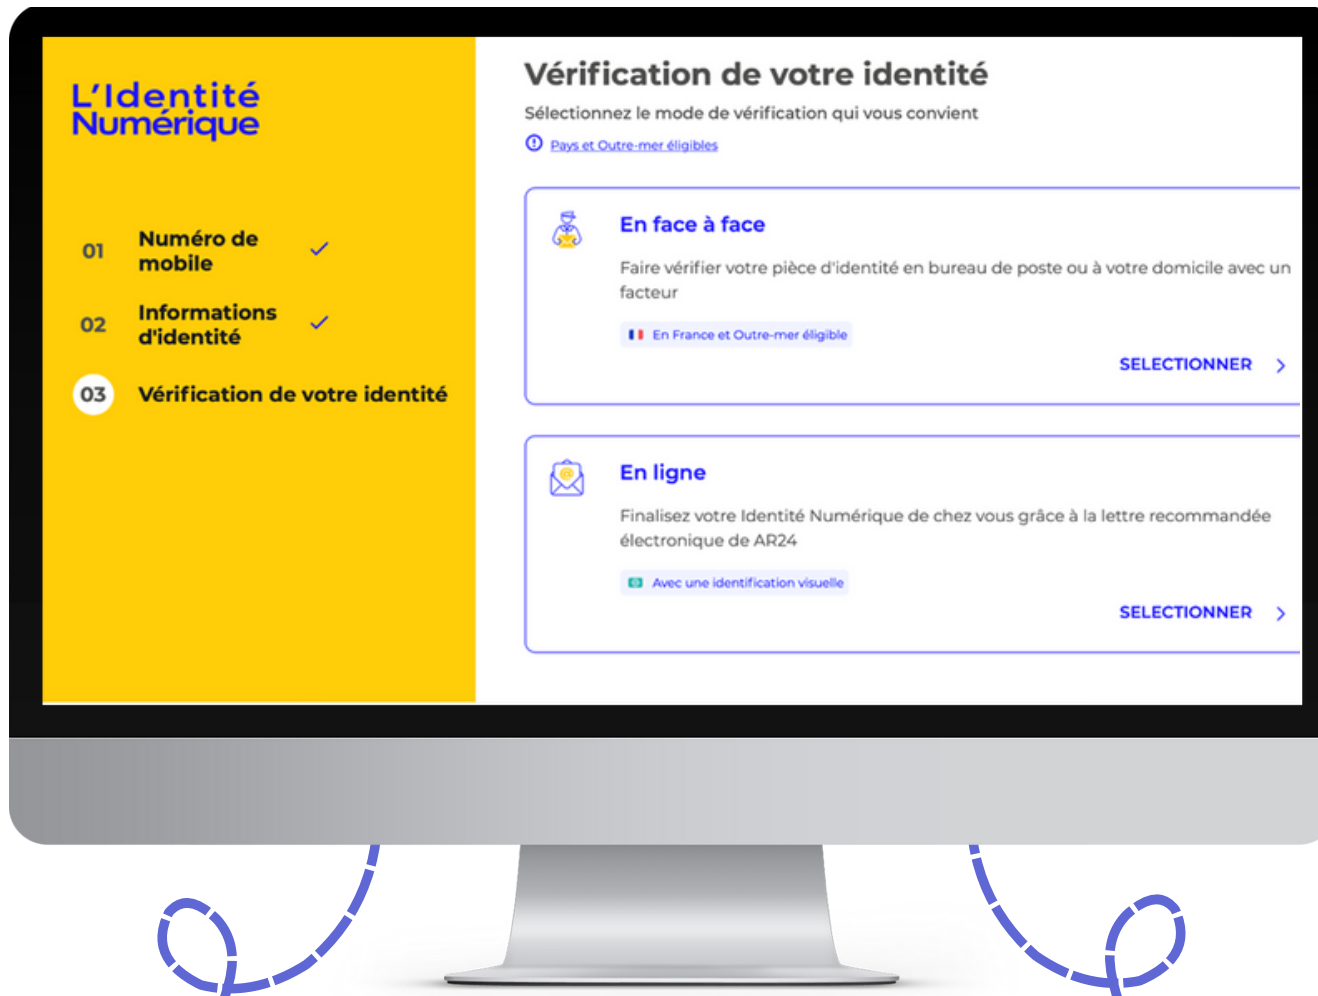 L'Identité
Numérique
01
Numéro de
mobile
02
Informations
d'identité
03
Vérification de votre identité
Vérification de votre identité
Sélectionnez le mode de vérification qui vous convient
Pays et Outre-mer éligibles
En face à face
Faire vérifier votre pièce d'identité en bureau de poste ou à votre domicile avec un
facteur
En France et Outre-mer éligible
SELECTIONNER
En ligne
Finalisez votre Identité Numérique de chez vous grâce à la lettre recommandée
électronique de AR24
Avec une identification visuelle
SELECTIONNER